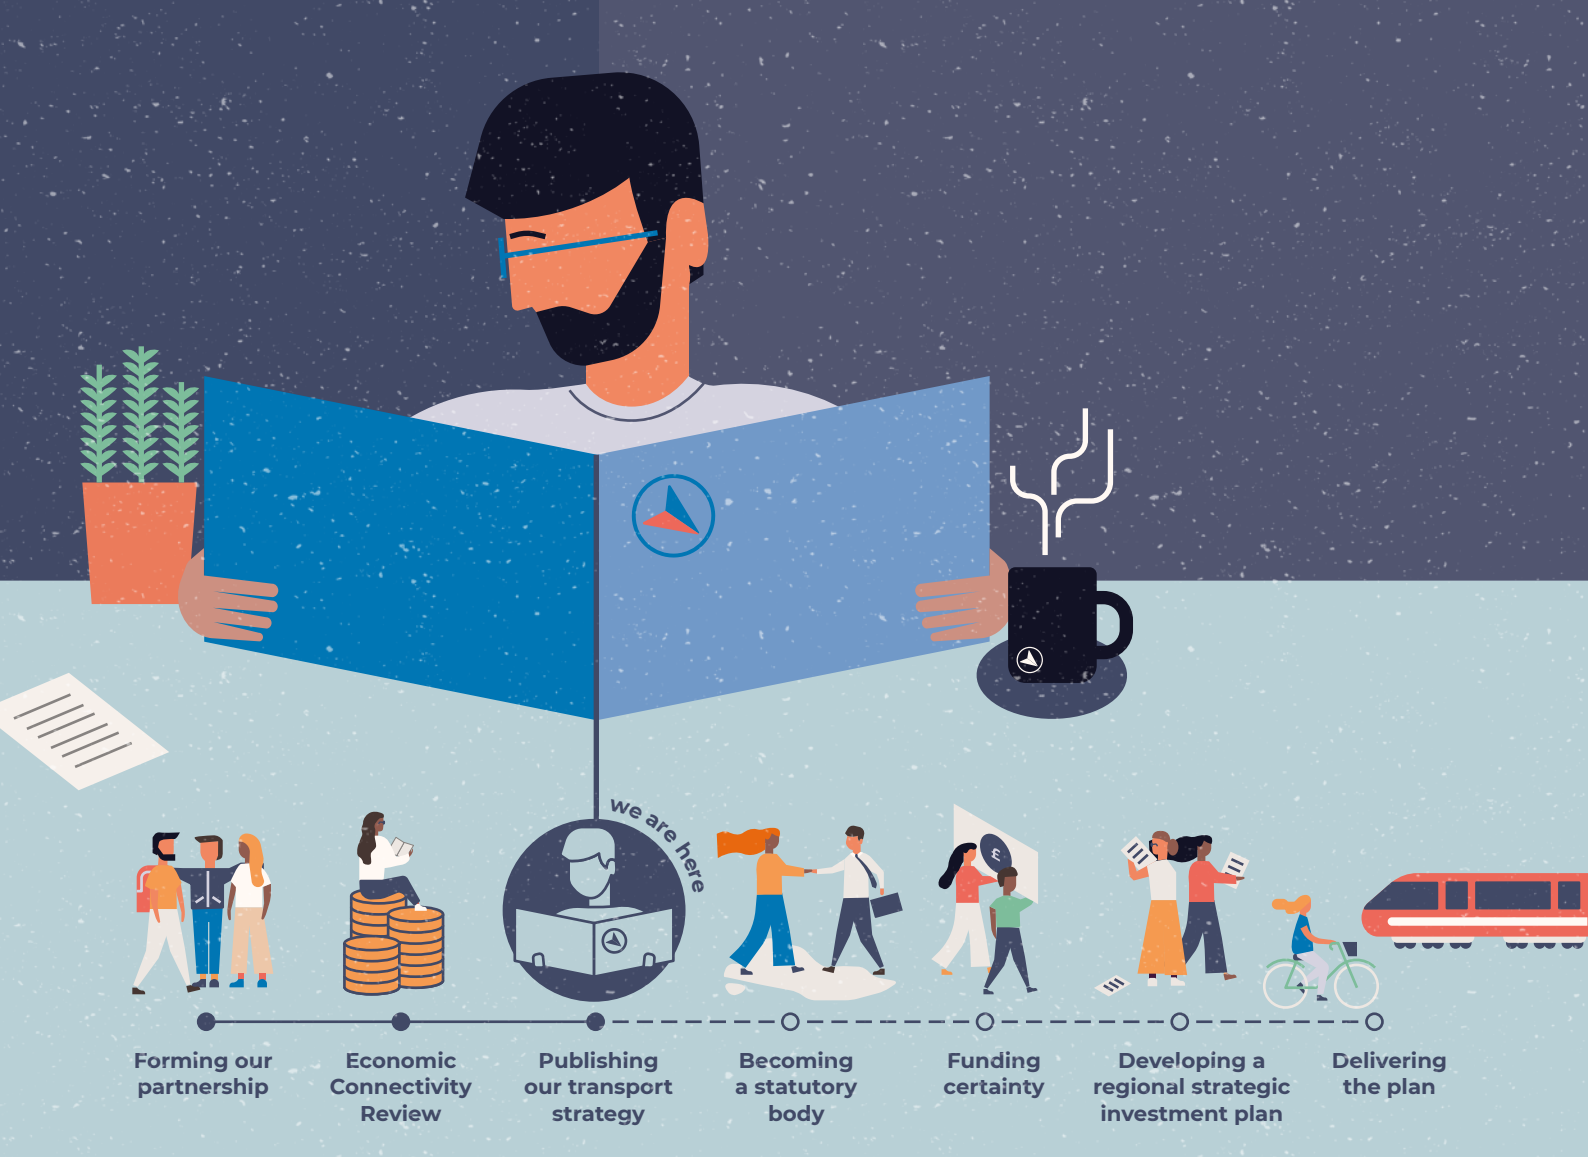 we are here
£
Forming our
partnership
Economic
Connectivity
Review
Publishing
our transport
strategy
Becoming
a statutory
body
Funding
certainty
Developing a
regional strategic
investment plan
Delivering
the plan